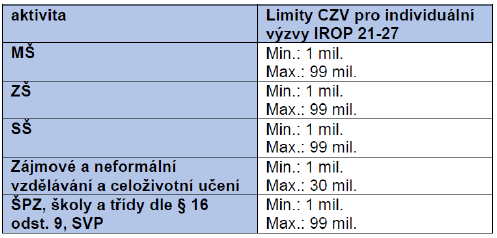 aktivita
Limity CZV pro individuální
výzvy IROP 21-27
MŠ
Min.: 1 mil.
Max.: 99 mil.
ZŠ
Min.: 1 mil.
Max.: 99 mil.
SŠ
Min.: 1 mil.
Max.: 99 mil.
Zájmové a neformální
vzdělávání a celoživotní učení
Min.: 1 mil.
Max.: 30 mil.
ŠPZ, školy a třídy dle § 16
odst. 9, SVP
Min.: 1 mil.
Max.: 99 mil.